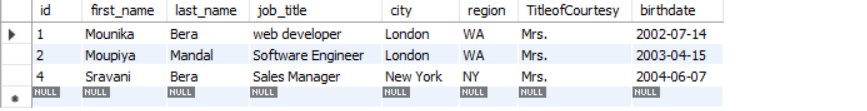 id first_name last_name job_title city region TitleofCourtesy birthdate
1 Mounika Bera web developer London WA Mrs. 2002-07-14
2 Moupiya Mandal Software Engineer London WA Mrs. 2003-04-15
4 Sravani Bera Sales Manager New York NY Mrs. 2004-06-07
NULL NULL NULL NULL NULL NULL NULL NULL